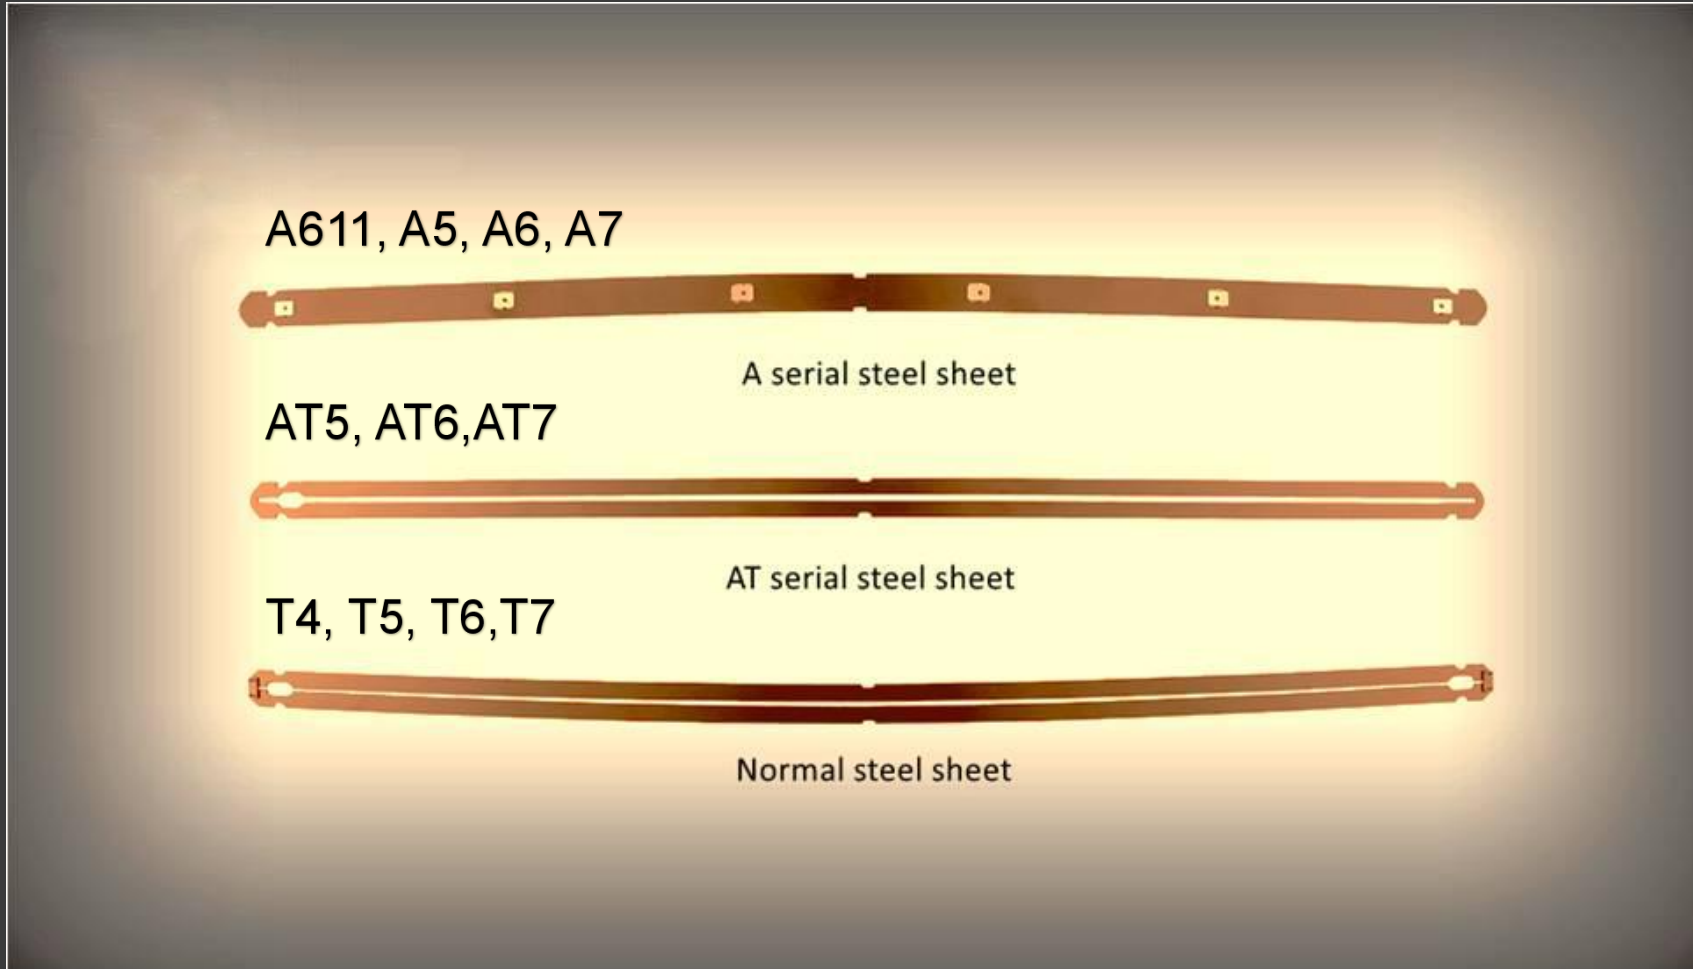 A611, A5, A6, A7
A serial steel sheet
AT5, AT6,AT7
AT serial steel sheet
T4, T5, T6,T7
Normal steel sheet